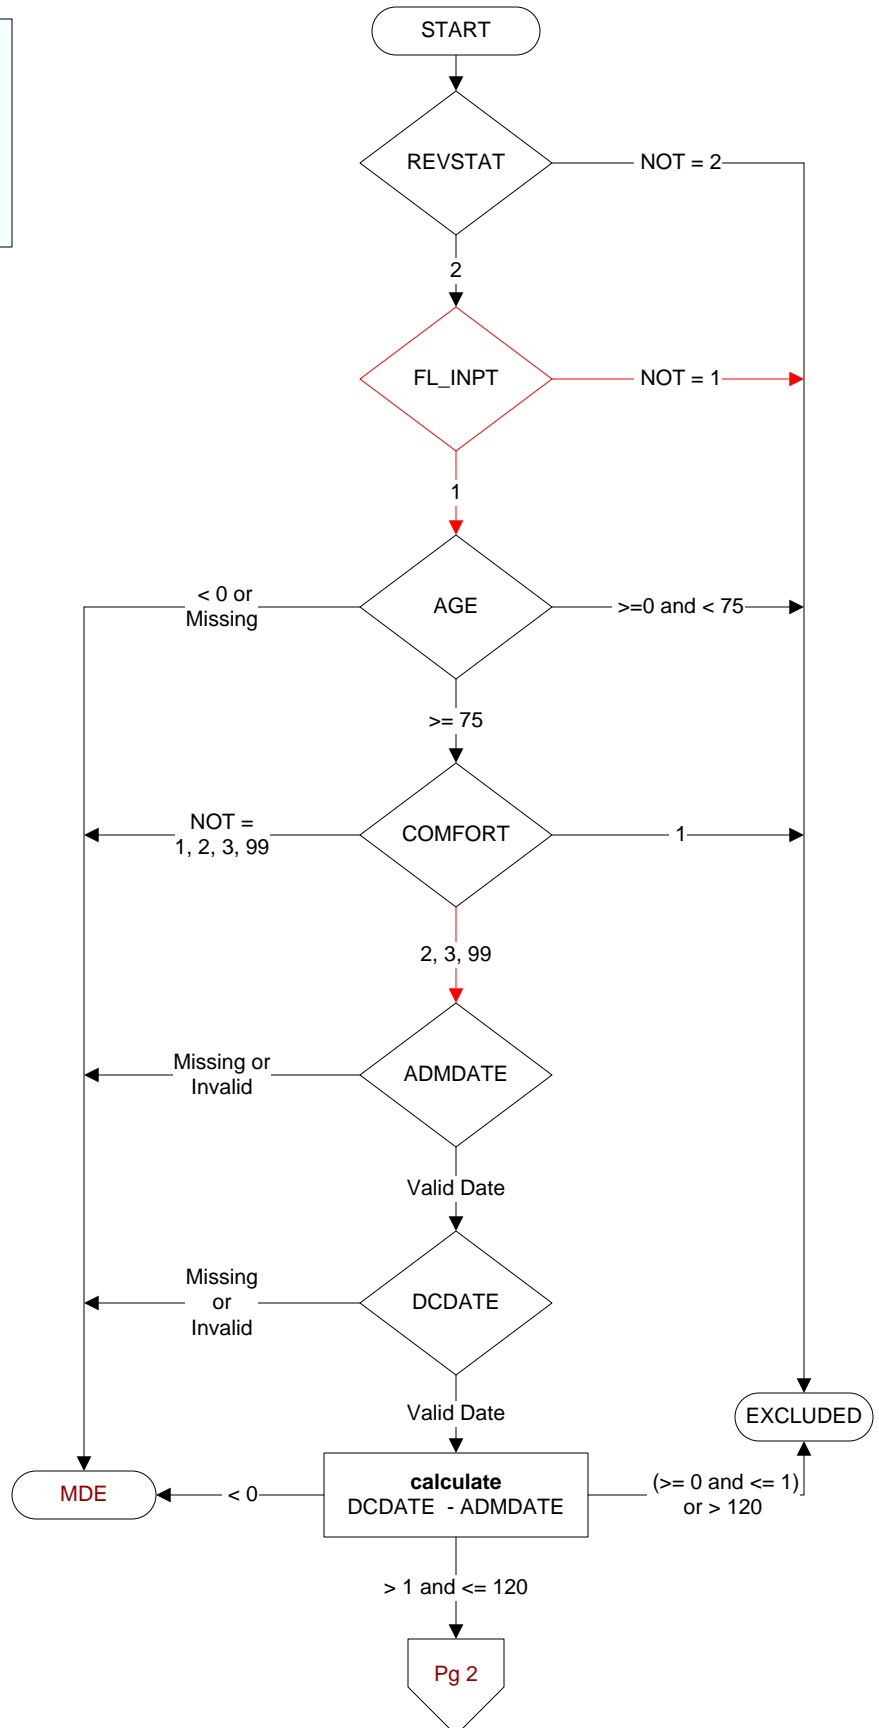 START
REVSTAT
NOT = 2
2
FL_INPT
NOT = 1
1
< 0 or
Missing
AGE
>=0 and < 75
>= 75
NOT =
1, 2, 3, 99
COMFORT
1
2, 3, 99
Missing or
Invalid
ADMDATE
Valid Date
Missing
or
Invalid
DCDATE
Valid Date
EXCLUDED
MDE
< 0
calculate
DCDATE - ADMDATE
(>= 0 and <= 1)
or > 120
> 1 and <= 120
Pg 2